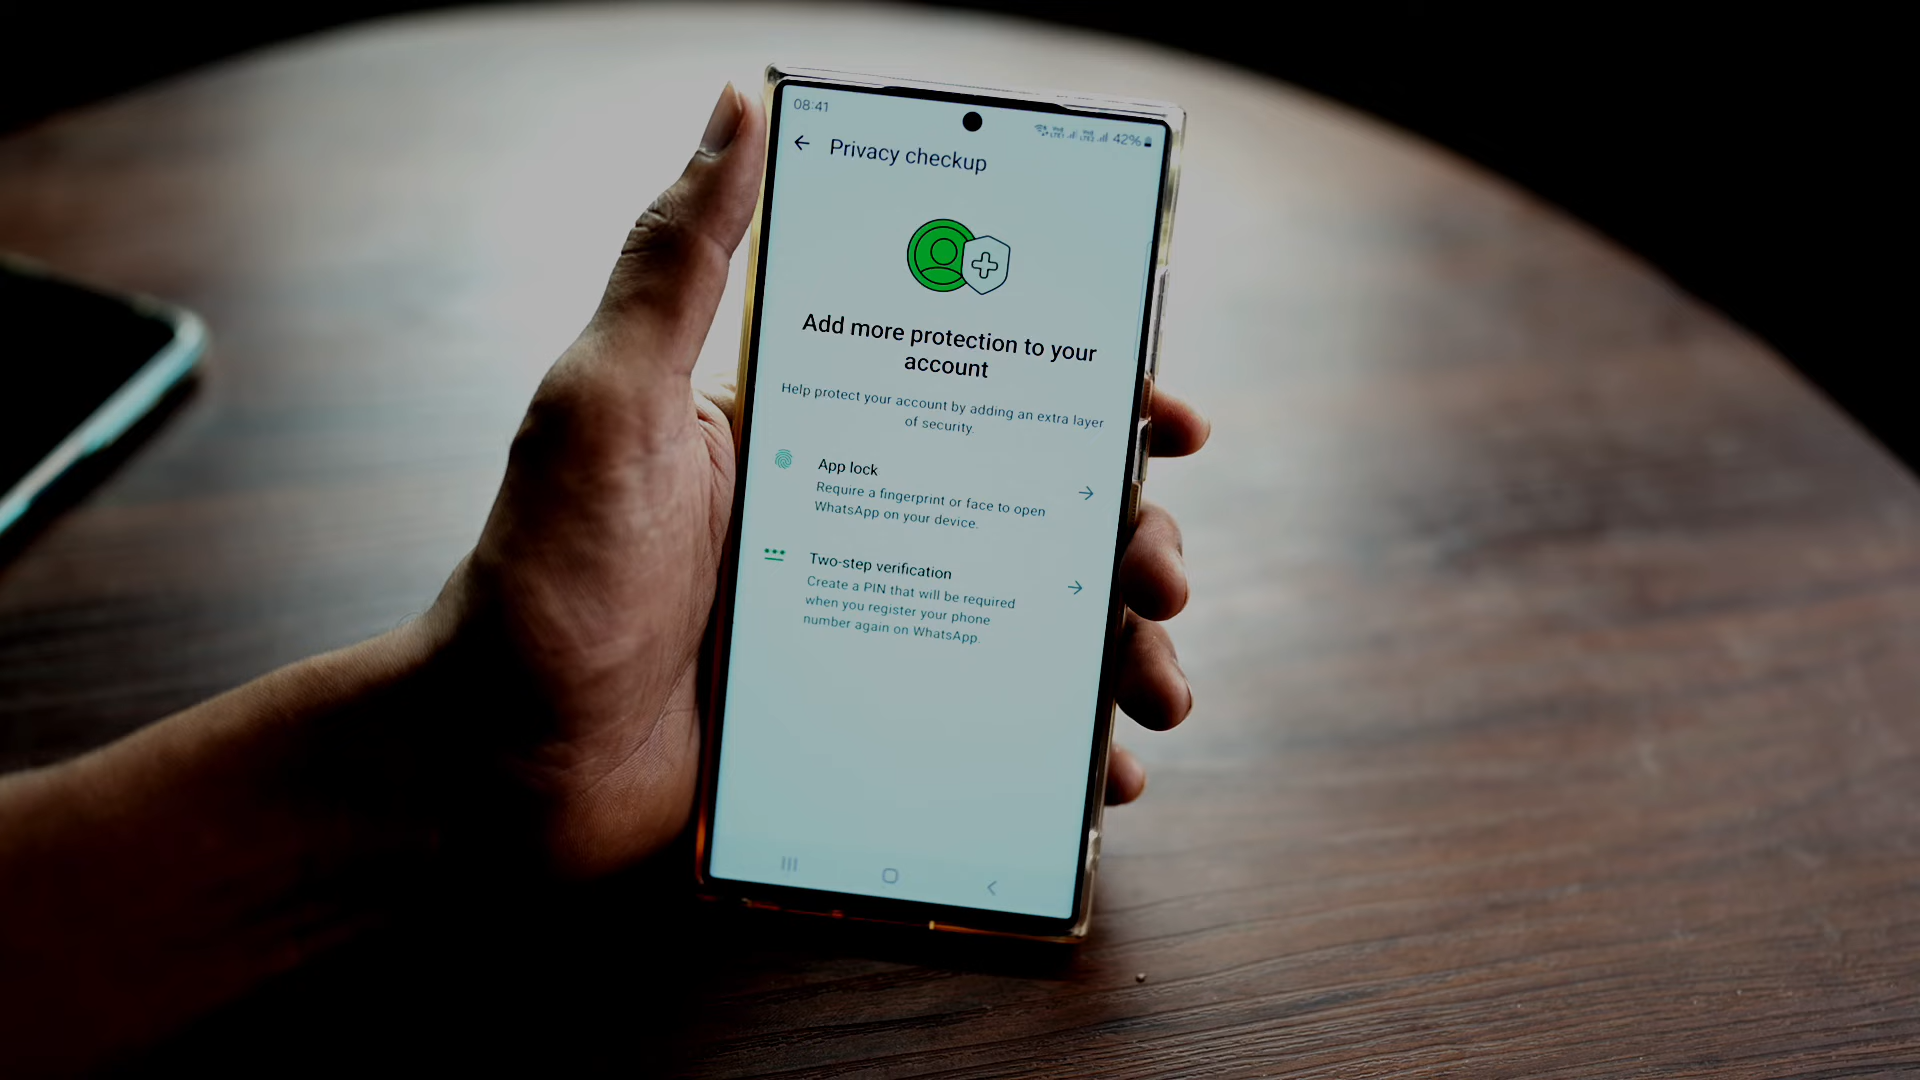 08:41
42%
Privacy checkup
Add more protection to your
account
Help protect your account by adding an extra layer
of security.
App lock
Require a fingerprint or face to open
WhatsApp on your device.
Two-step verification
Create a PIN that will be required
when you register your phone
number again on WhatsApp.